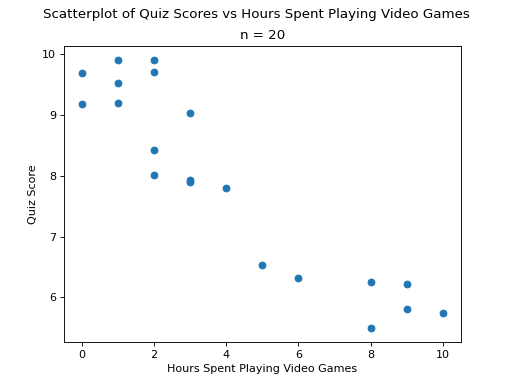 Scatterplot of Quiz Scores vs Hours Spent Playing Video Games
n = 20
10
9
8
7
6
Quiz Score
0 2 4 6 8 10
Hours Spent Playing Video Games